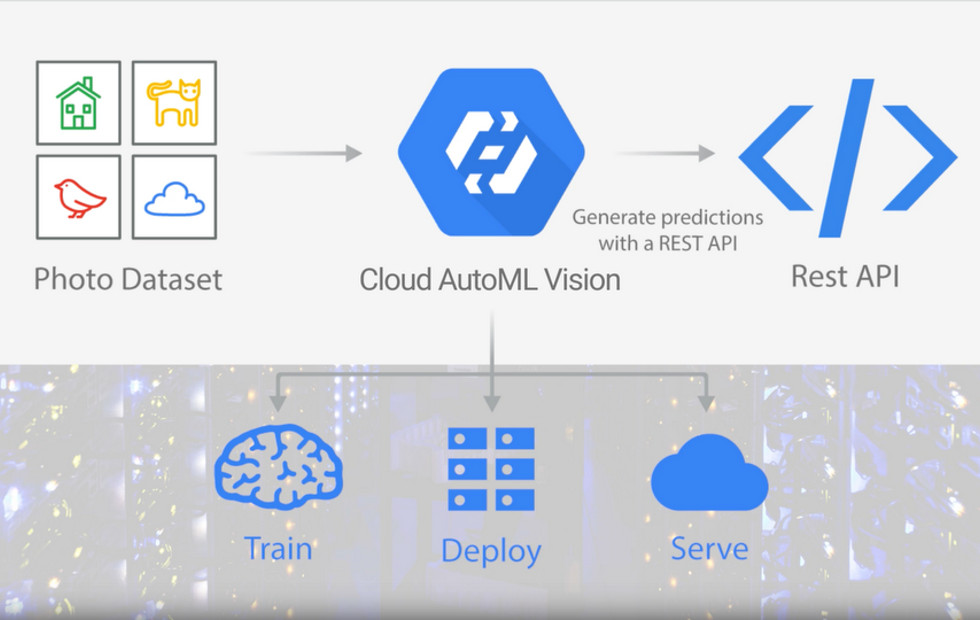 Photo Dataset
Cloud AutoML Vision
Generate predictions
with a REST API
Rest API
Train
Deploy
Serve